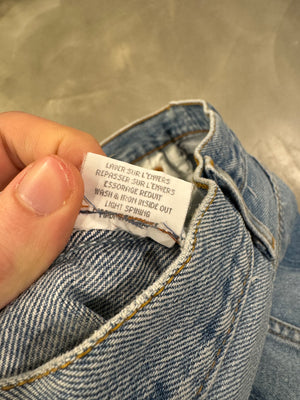 LAVER SUR L'ENVERS
REPASSER SUR L'ENVERS
ESSORAGE REDUIT
WASH & IRON INSIDE OUT
LIGHT SPINING